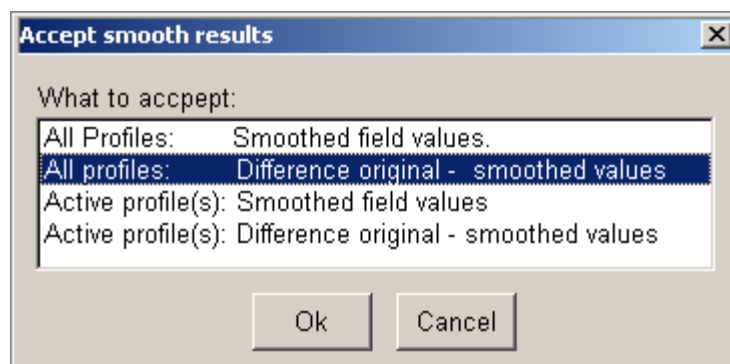 Accept smooth results
What to accpept:
All Profiles: Smoothed field values.
All profiles: Difference original - smoothed values
Active profile(s): Smoothed field values
Active profile(s): Difference original - smoothed values
Ok Cancel